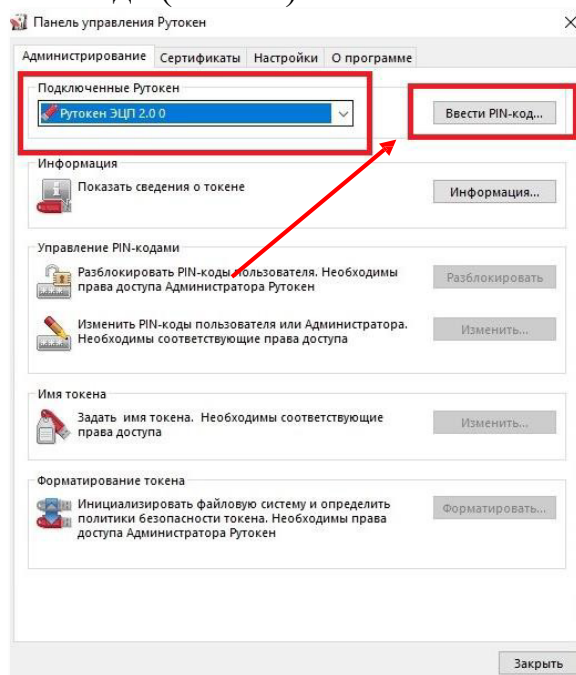 Панель управления Рутокен
Администрирование Сертификаты Настройки О программе
Подключенные Рутокен
Рутокен ЭЦП 2.0 0
Ввести PIN-код...
Информация
Показать сведения о токене
Информация...
Управление PIN-кодами
Разблокировать PIN-коды пользователя. Необходимы
права доступа Администратора Рутокен
Разблокировать
Изменить PIN-коды пользователя или Администратора.
Необходимы соответствующие права доступа
Изменить...
Имя токена
Задать имя токена. Необходимы соответствующие
права доступа
Изменить...
Форматирование токена
Инициализировать файловую систему и определить
политики безопасности токена. Необходимы права
доступа Администратора Рутокен
Форматировать...
Закрыть